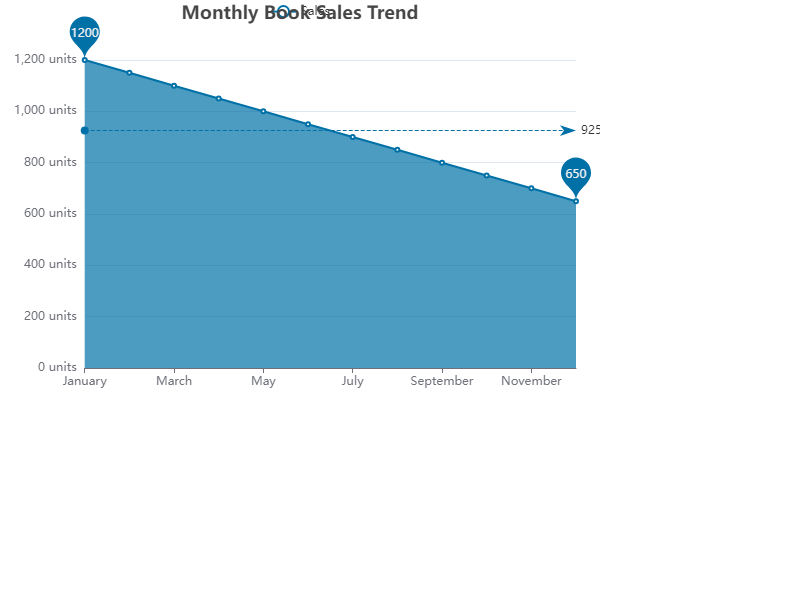 Monthly Book Sales Trend
Sales
1200
1,200 units
1,000 units
925
800 units
650
600 units
400 units
200 units
0 units
January March May July September November